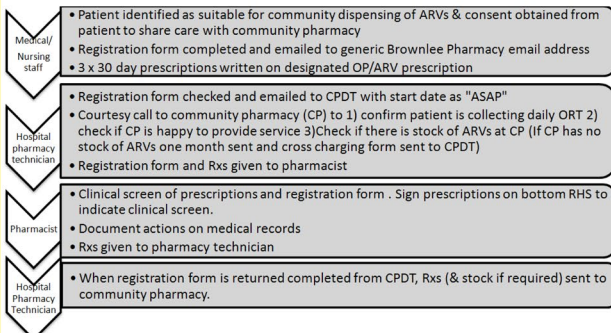 Medical/
Nursing
staff
• Patient identified as suitable for community dispensing of ARVs & consent obtained from
patient to share care with community pharmacy
• Registration form completed and emailed to generic Brownlee Pharmacy email address
• 3 x 30 day prescriptions written on designated OP/ARV prescription
Hospital
pharmacy
technician
• Registration form checked and emailed to CPDT with start date as "ASAP"
• Courtesy call to community pharmacy (CP) to 1) confirm patient is collecting daily ORT 2)
check if CP is happy to provide service 3)Check if there is stock of ARVs at CP (If CP has no
stock of ARVs one month sent and cross charging form sent to CPDT)
• Registration form and Rxs given to pharmacist
Pharmacist
• Clinical screen of prescriptions and registration form . Sign prescriptions on bottom RHS to
indicate clinical screen.
• Document actions on medical records
• Rxs given to pharmacy technician
Hospital
Pharmacy
Technician
• When registration form is returned completed from CPDT, Rxs (& stock if required) sent to
community pharmacy.